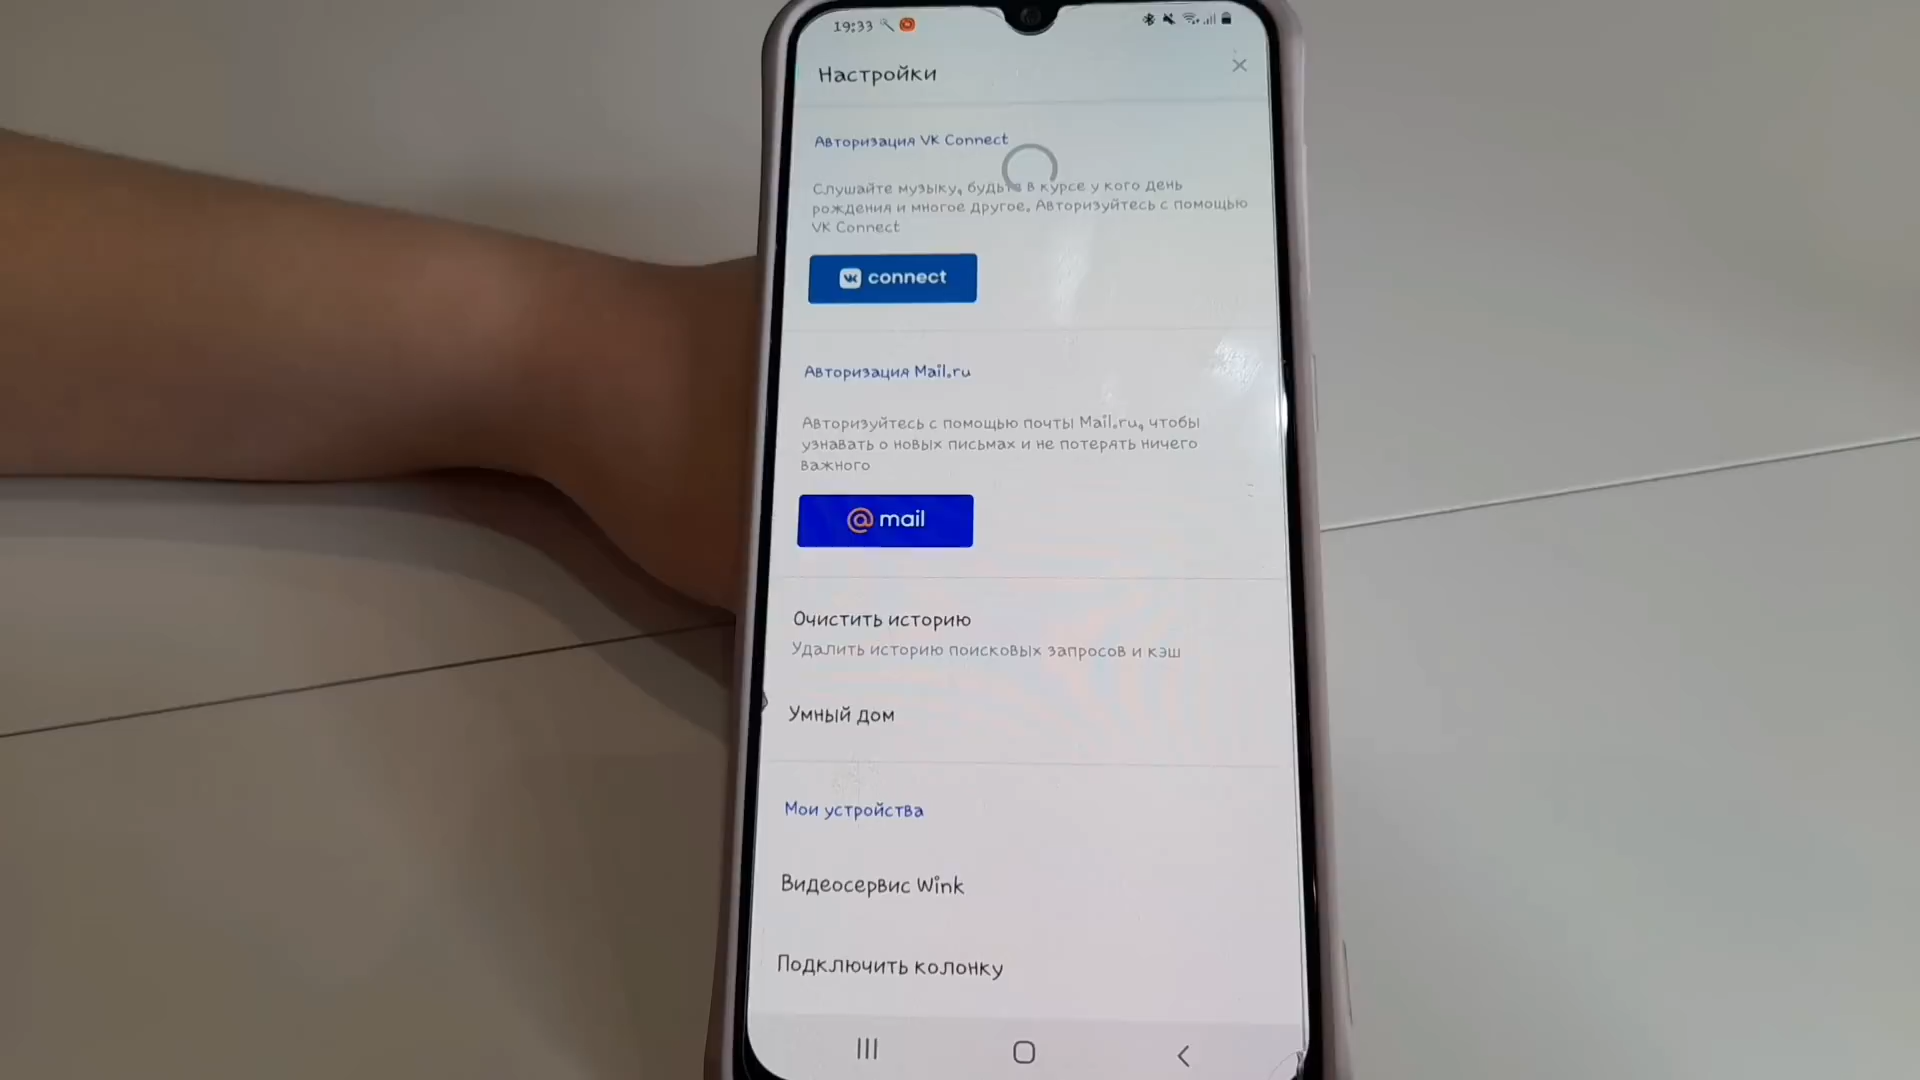 19:33
Настройки
Авторизация VK Connect
Слушайте музыку, будьте в курсе у кого день
рождения и многое другое. Авторизуйтесь с помощью
VK Connect
VK connect
Авторизация Mail.ru
Авторизуйтесь с помощью почты Mail.ru, чтобы
узнавать о новых письмах и не потерять ничего
важного
@mail
Очистить историю
Удалить историю поисковых запросов и кэш
Умный дом
Мои устройства
Видеосервис Wink
Подключить колонку